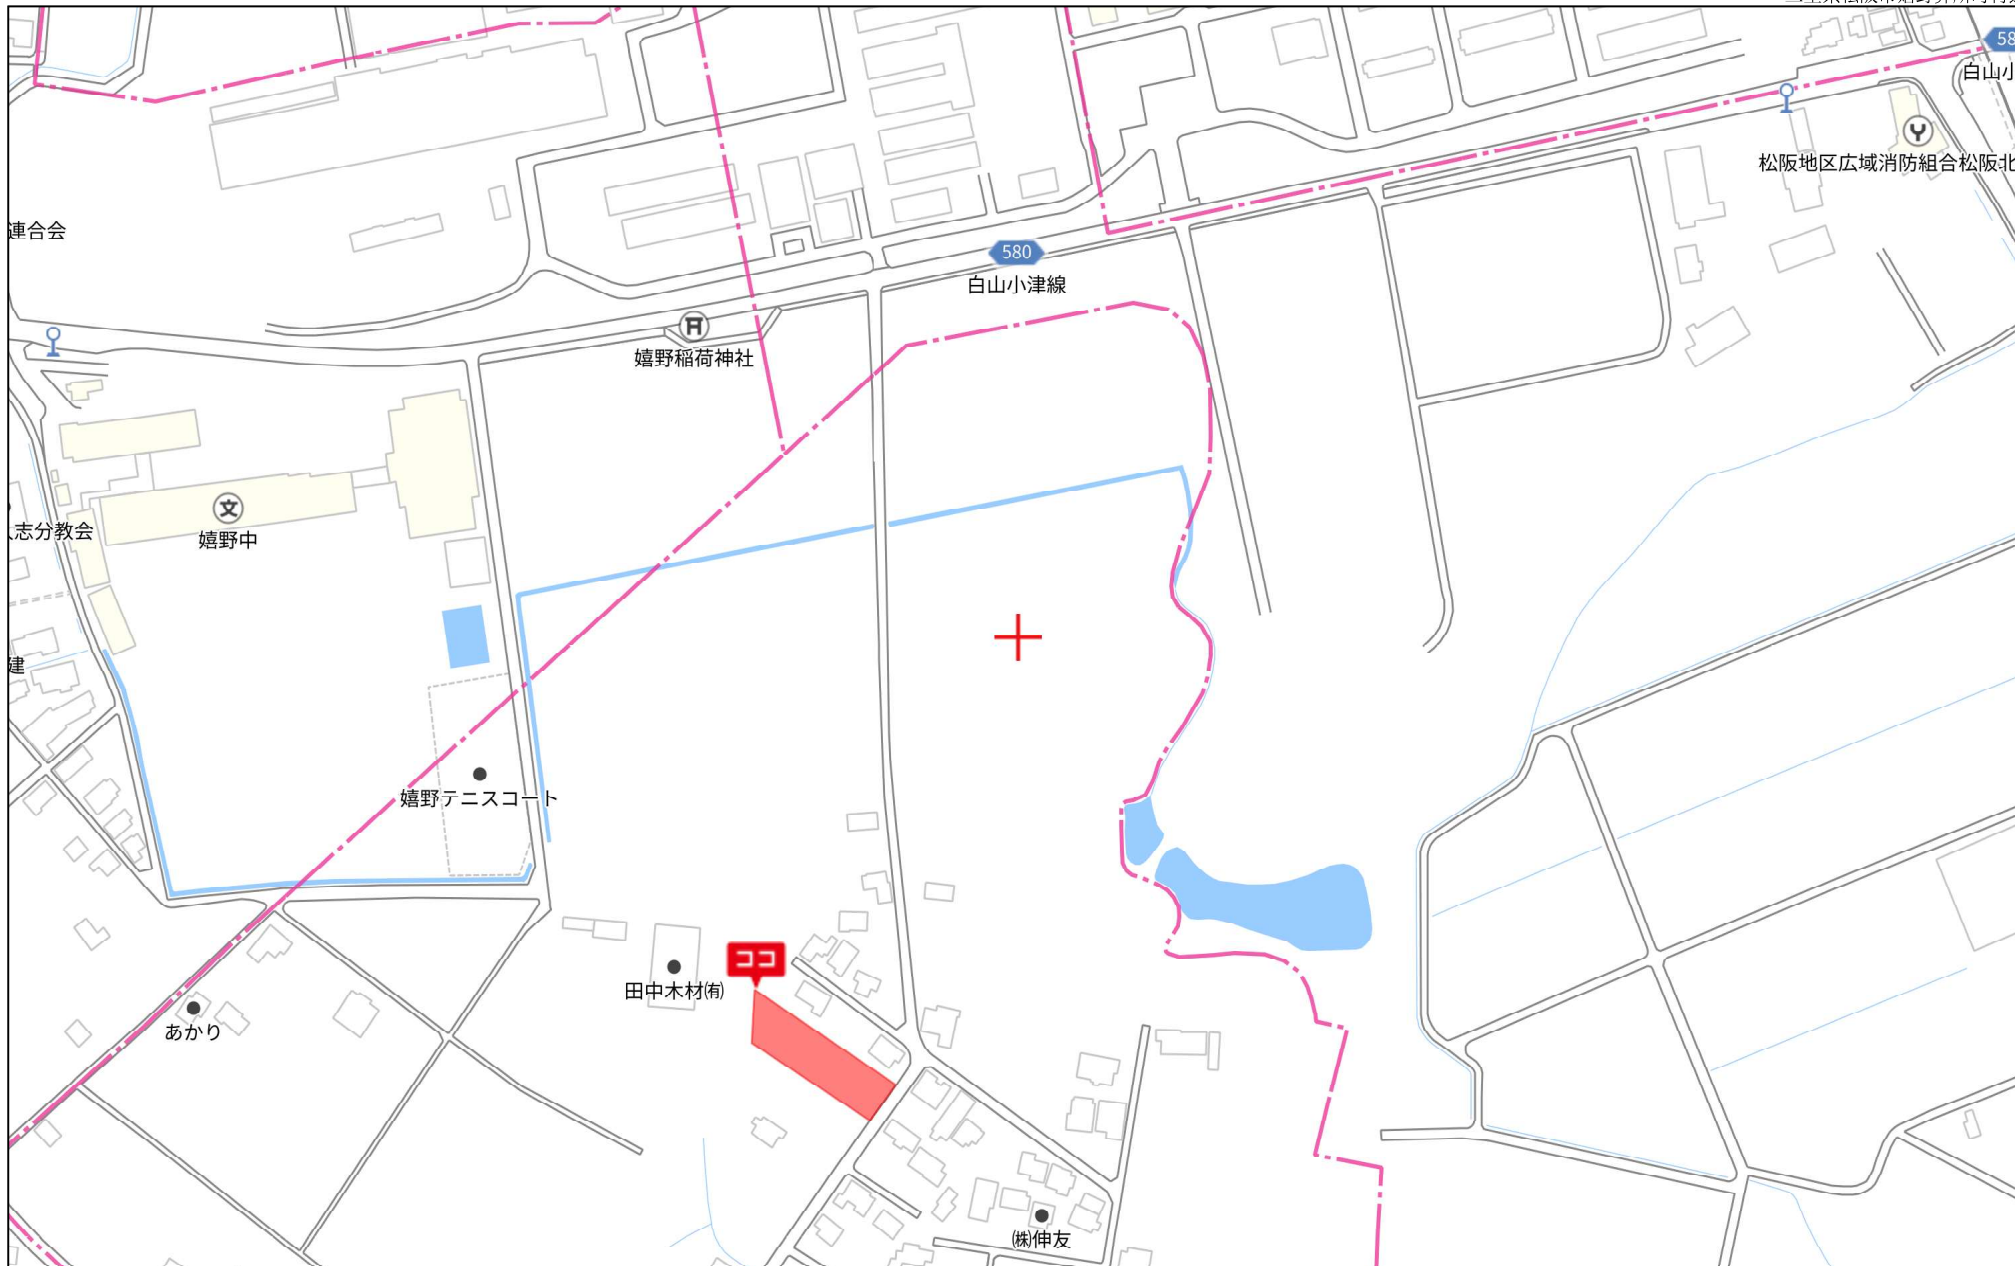 58
白山小
松阪地区広域消防組合松阪北
連合会
580
白山小津線
嬉野稲荷神社
志分教会
文
嬉野中
建
嬉野テニスコート
ココ
田中木材㈲
あかり
㈱伸友